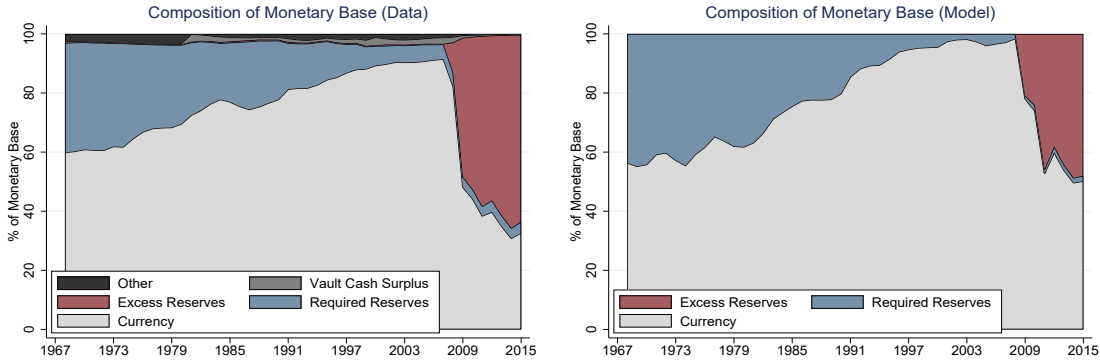 Composition of Monetary Base (Data)
% of Monetary Base
100
80
60
40
20
0
Other
Vault Cash Surplus
Excess Reserves
Required Reserves
Currency
1967 1973 1979 1985 1991 1997 2003 2009 2015
Composition of Monetary Base (Model)
% of Monetary Base
100
80
60
40
20
0
Excess Reserves
Required Reserves
Currency
1967 1973 1979 1985 1991 1997 2003 2009 2015